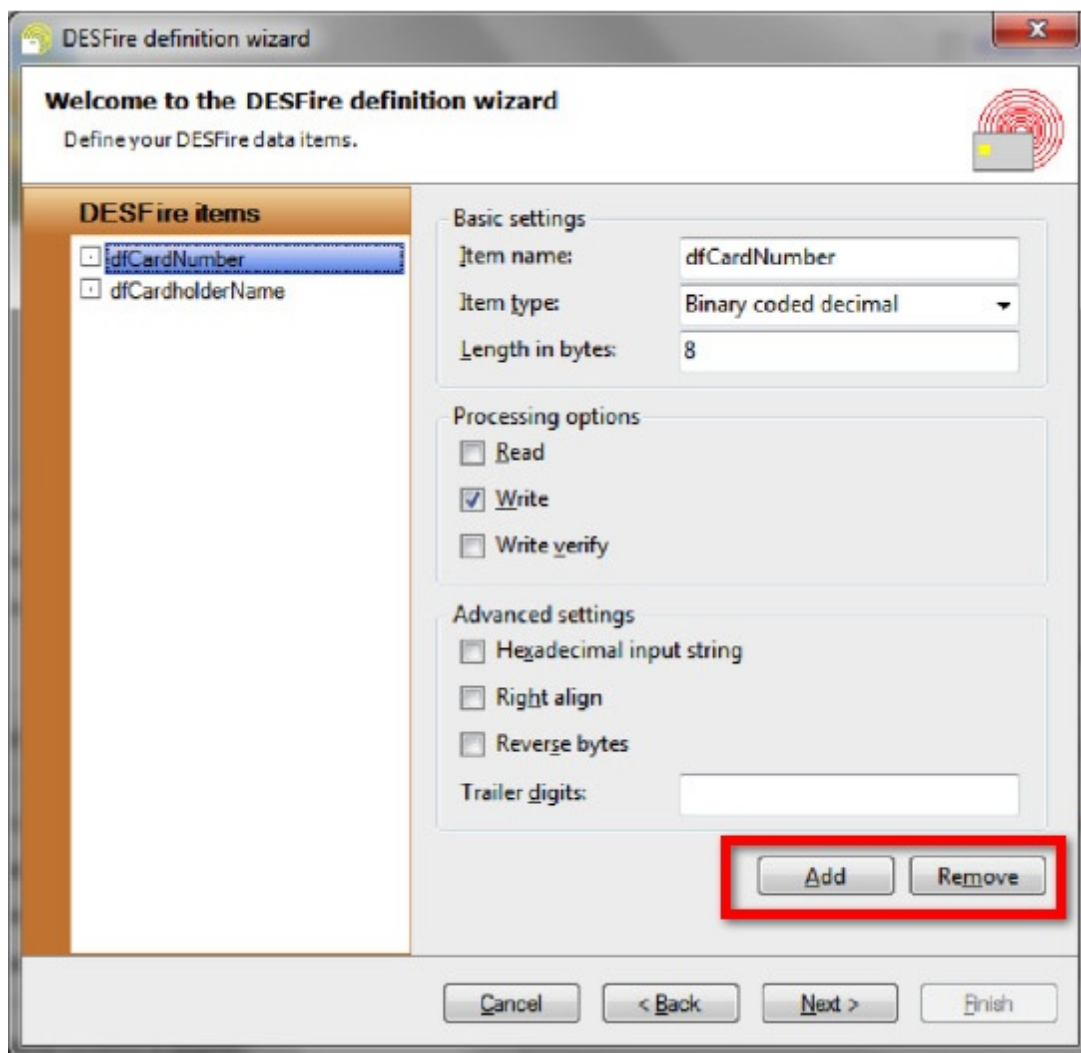 DESFire definition wizard
Welcome to the DESFire definition wizard
Define your DESFire data items.
DESFire items
dfCardNumber
dfCardholderName
Basic settings
Item name: dfCardNumber
Item type: Binary coded decimal
Length in bytes: 8
Processing options
Read
Write
Write verify
Advanced settings
Hexadecimal input string
Right align
Reverse bytes
Trailer digits:
Add Remove
Cancel < Back Next > Finish